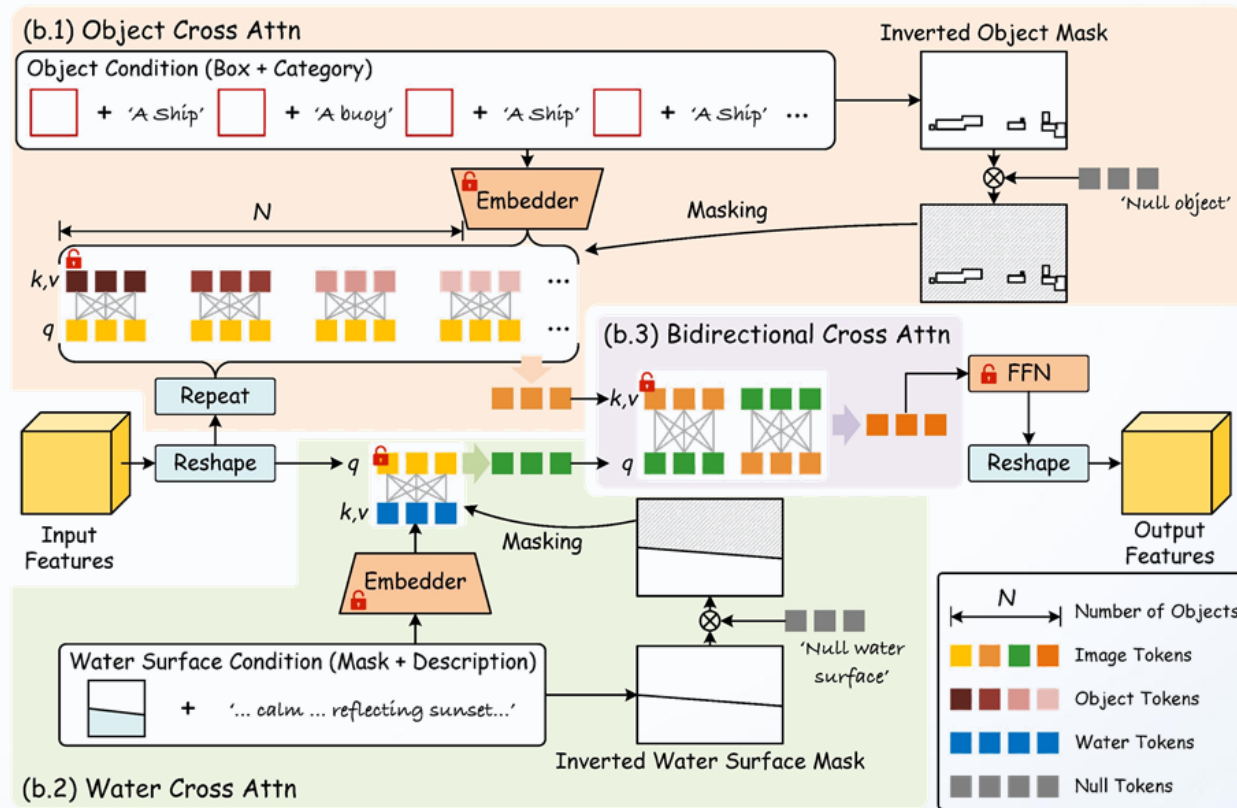 (b.1) Object Cross Attn
Object Condition (Box + Category)
+ 'A Ship' + 'A buoy' + 'A Ship' + 'A Ship' ...
Inverted Object Mask
Embedder
N
Masking
'Null object'
k,v
...
q
...
Repeat
Reshape
Input
Features
(b.3) Bidirectional Cross Attn
k,v
q
FFN
Reshape
Output
Features
q
k,v
Masking
Embedder
'Null water
surface'
Water Surface Condition (Mask + Description)
+ '... calm ... reflecting sunset...'
Inverted Water Surface Mask
(b.2) Water Cross Attn
N
Number of Objects
Image Tokens
Object Tokens
Water Tokens
Null Tokens